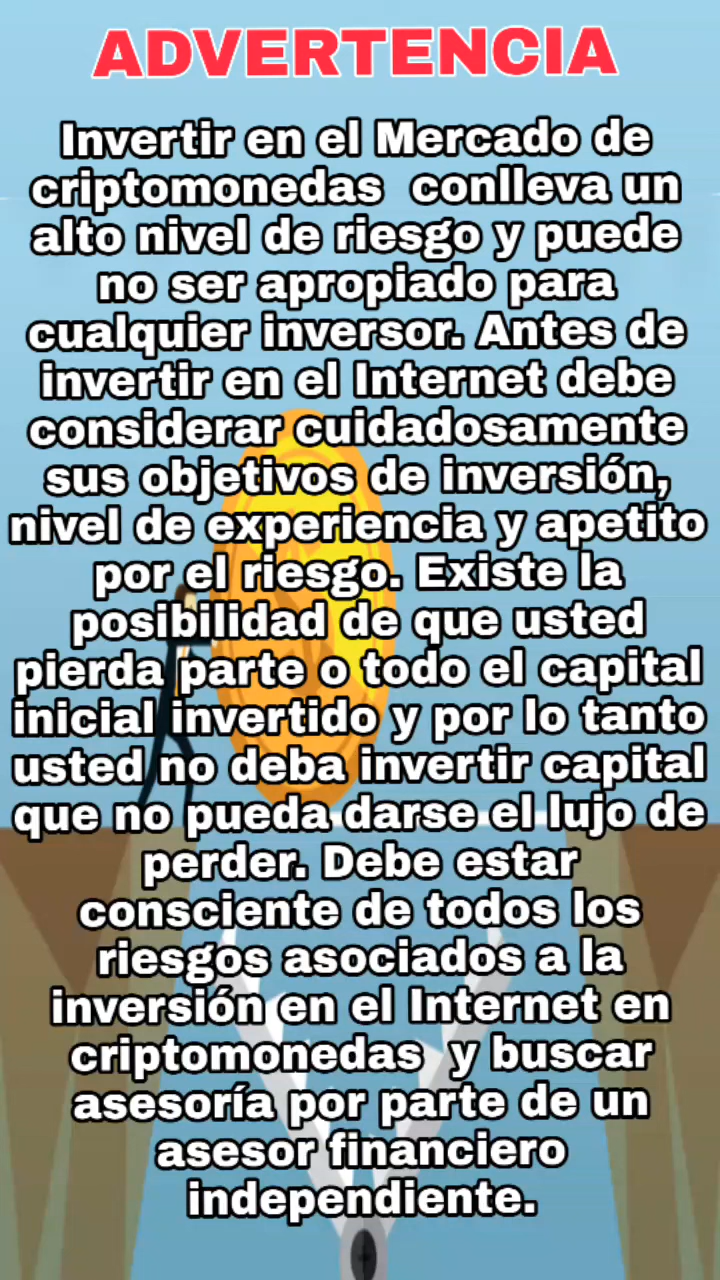 ADVERTENCIA
Invertir en el Mercado de
criptomonedas conlleva un
alto nivel de riesgo y puede
no ser apropiado para
cualquier inversor. Antes de
invertir en el Internet debe
considerar cuidadosamente
sus objetivos de inversión,
nivel de experiencia y apetito
por el riesgo. Existe la
posibilidad de que usted
pierda parte o todo el capital
inicial invertido y por lo tanto
usted no deba invertir capital
que no pueda darse el lujo de
perder. Debe estar
consciente de todos los
riesgos asociados a la
inversión en el Internet en
criptomonedas y buscar
asesoría por parte de un
asesor financiero
independiente.